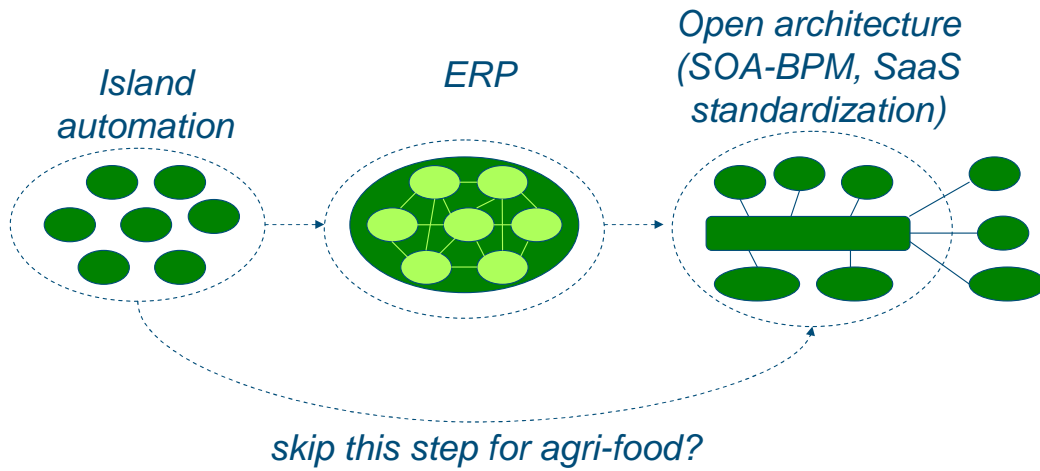 Island
automation
ERP
Open architecture
(SOA-BPM, SaaS
standardization)
skip this step for agri-food?